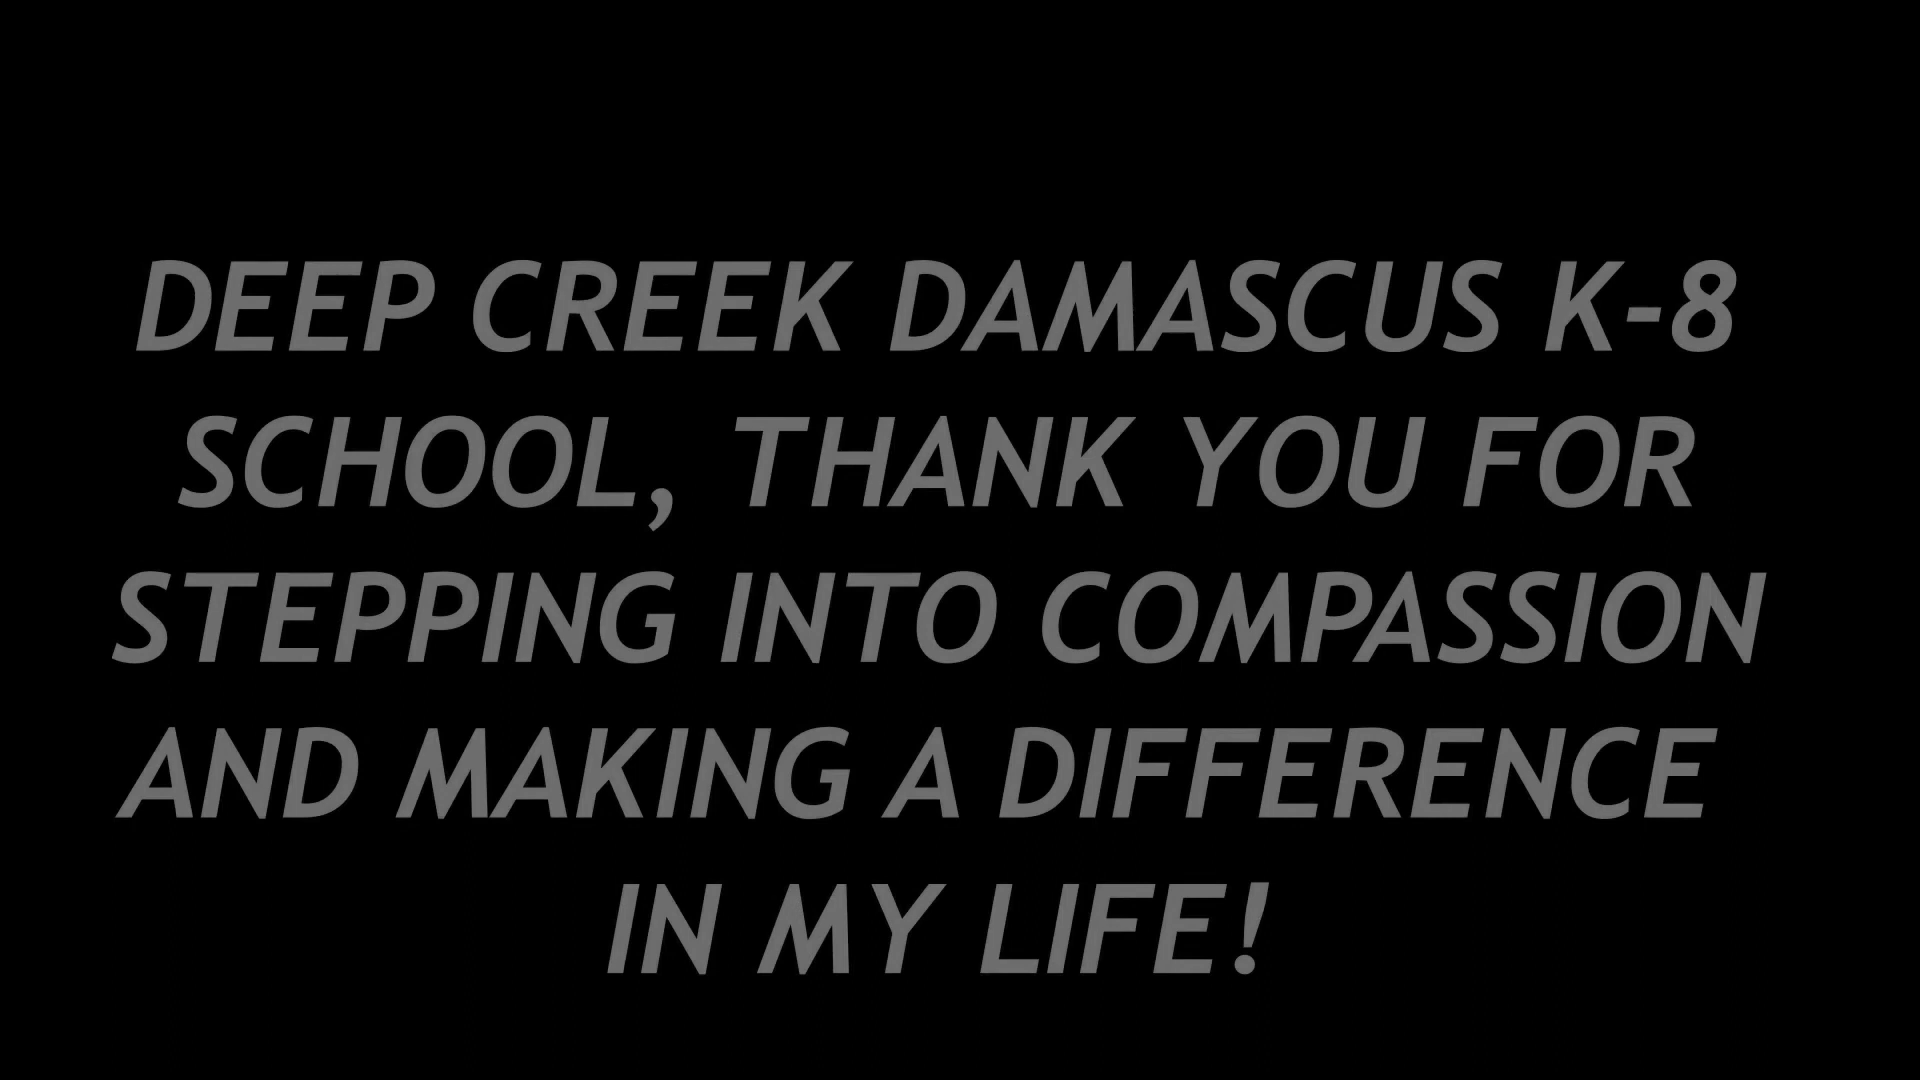 DEEP CREEK DAMASCUS K-8
SCHOOL, THANK YOU FOR
STEPPING INTO COMPASSION
AND MAKING A DIFFERENCE
IN MY LIFE!